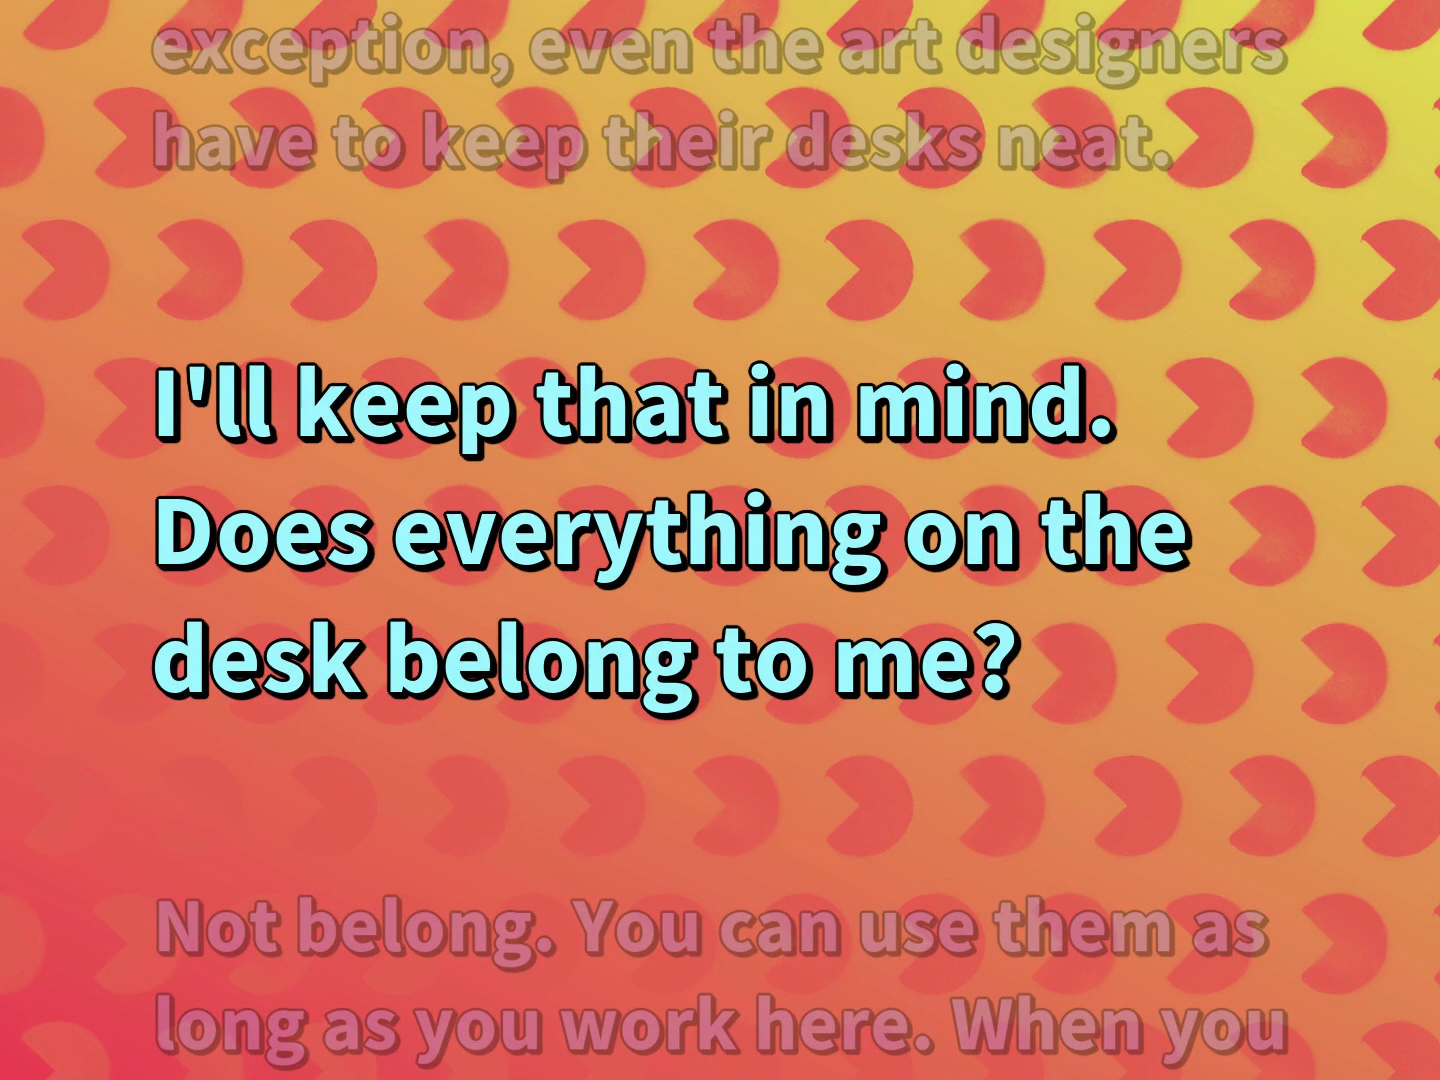 exception, even the art designers
have to keep their desks neat.
I'll keep that in mind.
Does everything on the
desk belong to me?
Not belong. You can use them as
long as you work here. When you